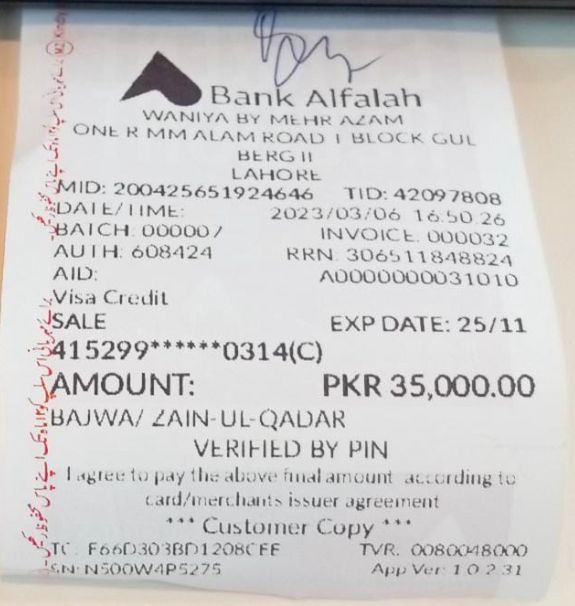 Bank Alfalah
WANIYA BY MEHR AZAM
ONE R MM ALAM ROAD 1 BLOCK GUL
BERG II
LAHORE
MID: 200425651924646 TID: 42097808
DATE/TIME: 2023/03/06 16.50.26
BATCH: 000007 INVOICE: 000032
AUTH: 608424 RRN: 306511848824
AID: A0000000031010
Visa Credit
SALE EXP DATE: 25/11
415299******0314(C)
AMOUNT: PKR 35,000.00
BAJWA/ ZAIN-UL-QADAR
VERIFIED BY PIN
I agree to pay the above final amount according to
card/merchants issuer agreement
*** Customer Copy ***
TC: F66D303BD1208CFF TVR: 0080048000
SN: N500W4P5275 App Ver: 1.0.2.31